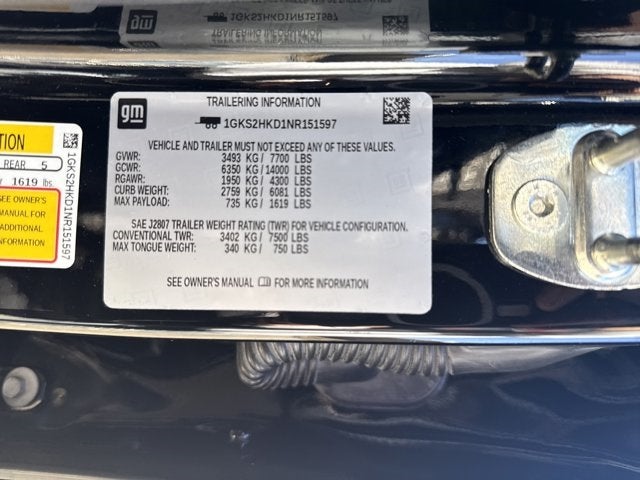 1GKS2HKD1NR151597
TRAILERING INFORMATION
gm
TRAILERING INFORMATION
1GKS2HKD1NR151597
VEHICLE AND TRAILER MUST NOT EXCEED ANY OF THESE VALUES.
GVWR: 3493 KG / 7700 LBS
GCWR: 6350 KG / 14000 LBS
RGAWR: 1950 KG / 4300 LBS
CURB WEIGHT: 2759 KG / 6081 LBS
MAX PAYLOAD: 735 KG / 1619 LBS
SAE J2807 TRAILER WEIGHT RATING (TWR) FOR VEHICLE CONFIGURATION.
CONVENTIONAL TWR: 3402 KG / 7500 LBS
MAX TONGUE WEIGHT: 340 KG / 750 LBS
SEE OWNER'S MANUAL FOR MORE INFORMATION
REAR 5
1619 lbs.
SEE OWNER'S
MANUAL FOR
ADDITIONAL
INFORMATION
1GKS2HKD1NR151597